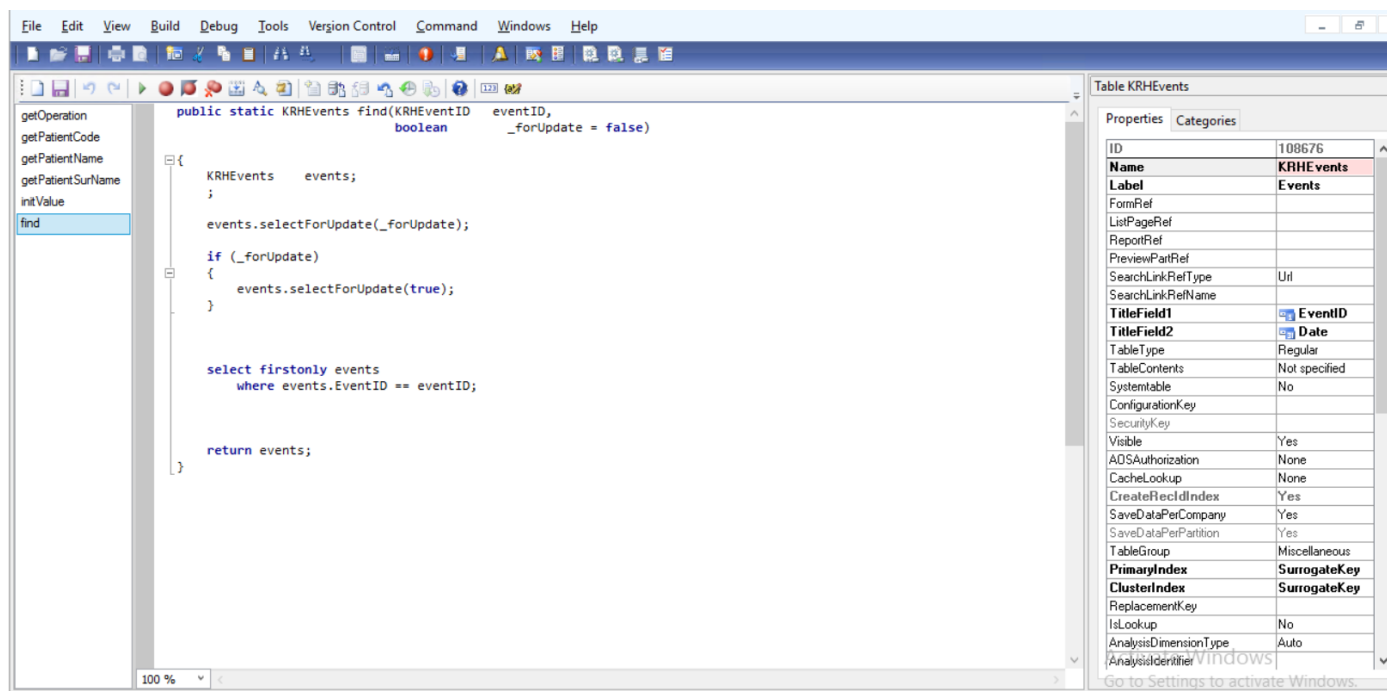 File Edit View Build Debug Tools Version Control Command Windows Help
Table KRHEvents
getOperation
getPatientCode
getPatientName
getPatientSurName
initValue
find
public static KRHEvents find(KRHEventID eventID,
boolean _forUpdate = false)
{
KRHEvents events;
;
events.selectForUpdate(_forUpdate);
if (_forUpdate)
{
events.selectForUpdate(true);
}
select firstonly events
where events.EventID == eventID;
return events;
}
100 %
Properties Categories
ID 108676
Name KRHEvents
Label Events
FormRef
ListPageRef
ReportRef
PreviewPartRef
SearchLinkRefType Url
SearchLinkRefName
TitleField1 EventID
TitleField2 Date
TableType Regular
TableContents Not specified
Systemtable No
ConfigurationKey
SecurityKey
Visible Yes
AOSAuthorization None
CacheLookup None
CreateRecIdIndex Yes
SaveDataPerCompany Yes
SaveDataPerPartition Yes
TableGroup Miscellaneous
PrimaryIndex SurrogateKey
ClusterIndex SurrogateKey
ReplacementKey
IsLookup No
AnalysisDimensionType Auto
AnalysisIdentifier
Activate Windows
Go to Settings to activate Windows.